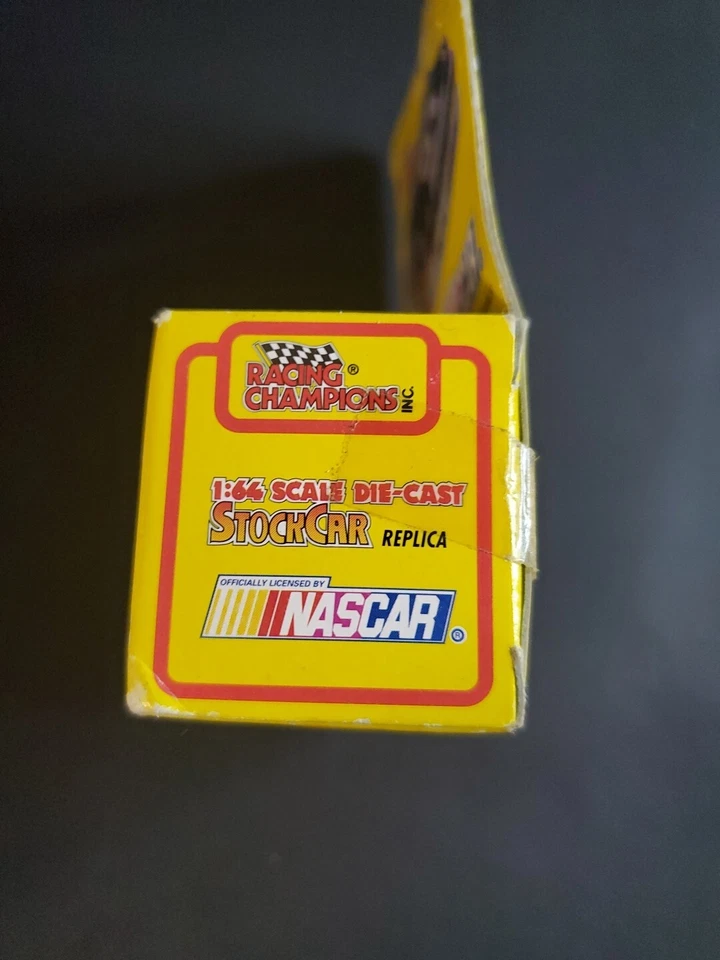 RACING ®
CHAMPIONS INC.
1:64 SCALE DIE-CAST
STOCKCAR REPLICA
OFFICIALLY LICENSED BY
NASCAR ®